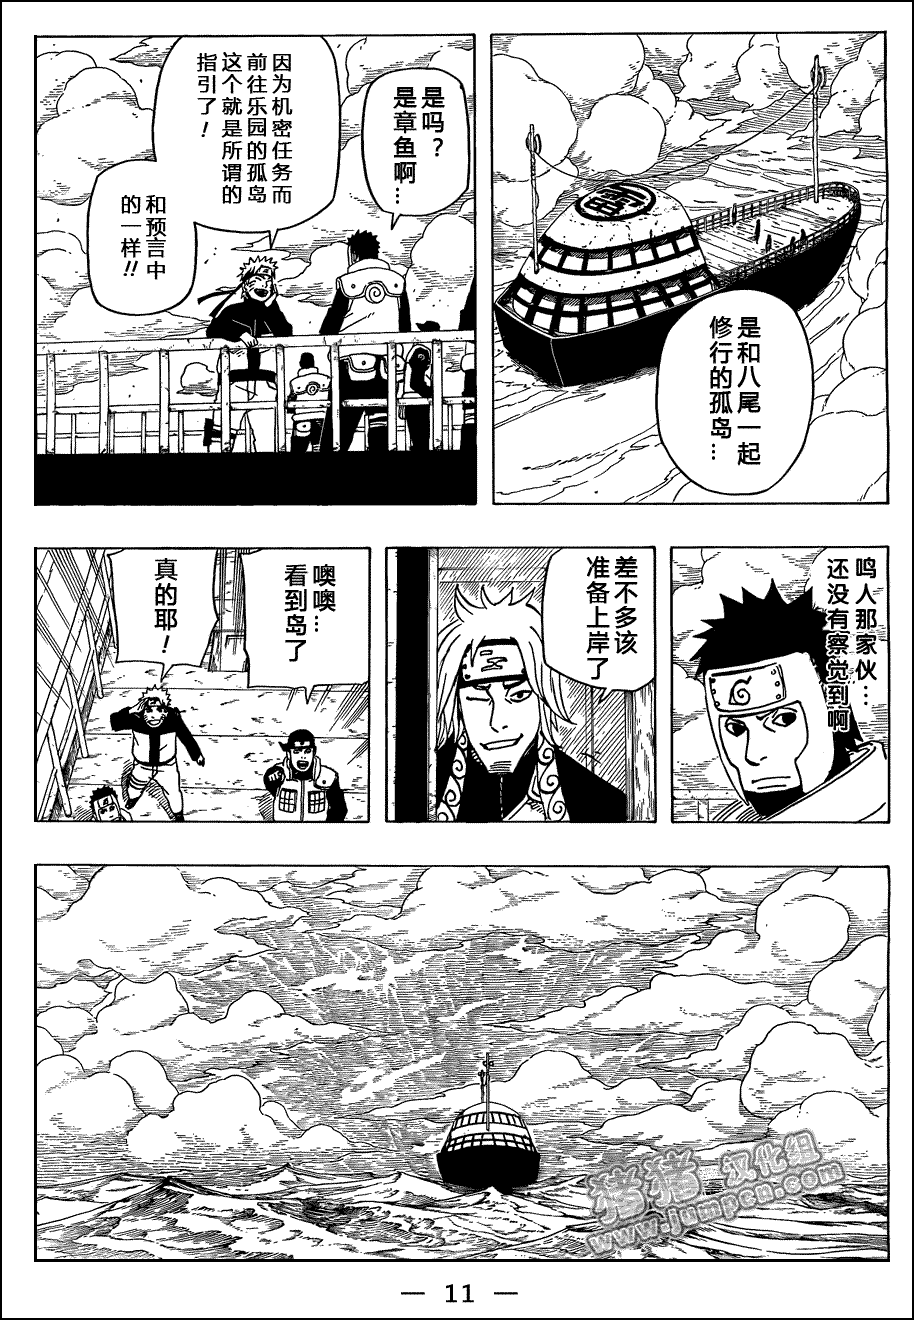 是和八尾一起
修行的孤岛…
是吗？
是章鱼啊…
因为机密任务而
前往乐园的孤岛
这个就是所谓的
指引了！
和预言中
的一样!!
鸣人那家伙…
还没有察觉到啊
差不多该
准备上岸了
噢噢…
看到岛了
真的耶！
猪猪 汉化组
www.jumpcn.com
— 11 —